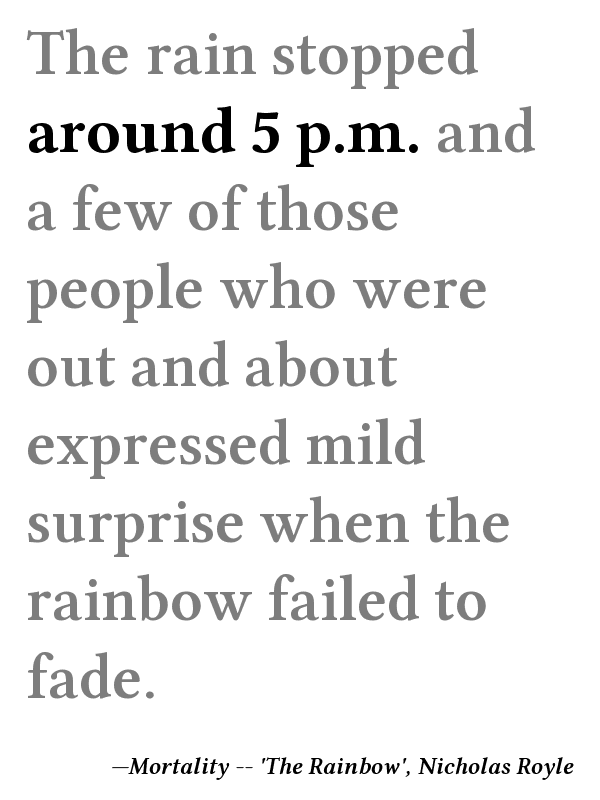 The rain stopped
around 5 p.m. and
a few of those
people who were
out and about
expressed mild
surprise when the
rainbow failed to
fade.
—Mortality -- 'The Rainbow', Nicholas Royle